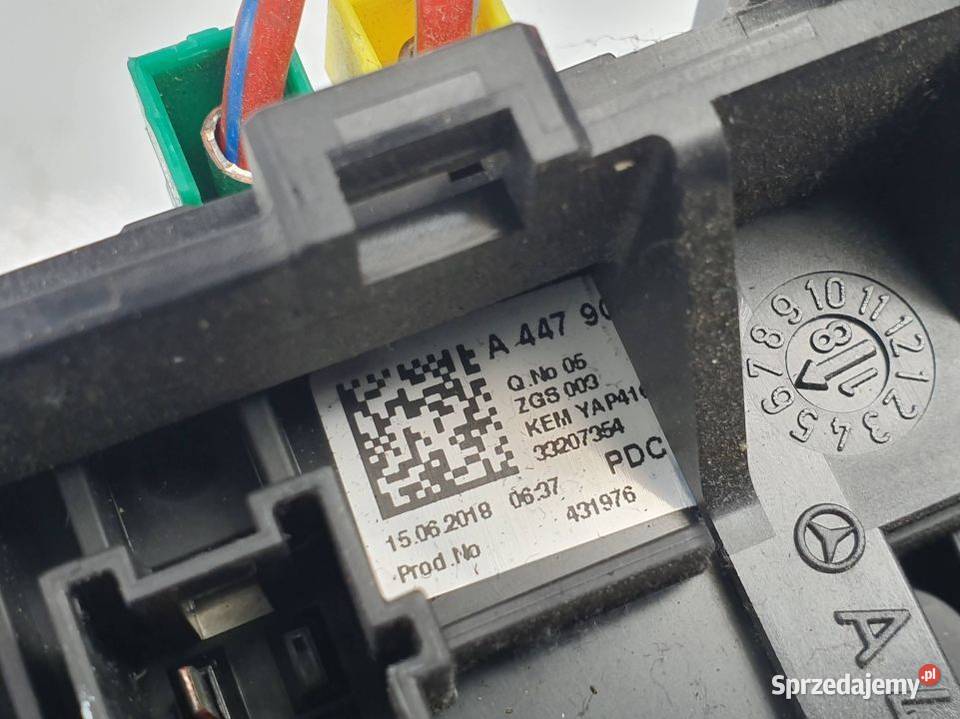 A 447 90
Q.No 05
ZGS 003
KEM YAP41
33207354
PDC
15.06.2018 06:37
431976
Prod.No
1 2 3 4 5 6 7 8 9 10 11 12
18
A
Sprzedajemy.pl